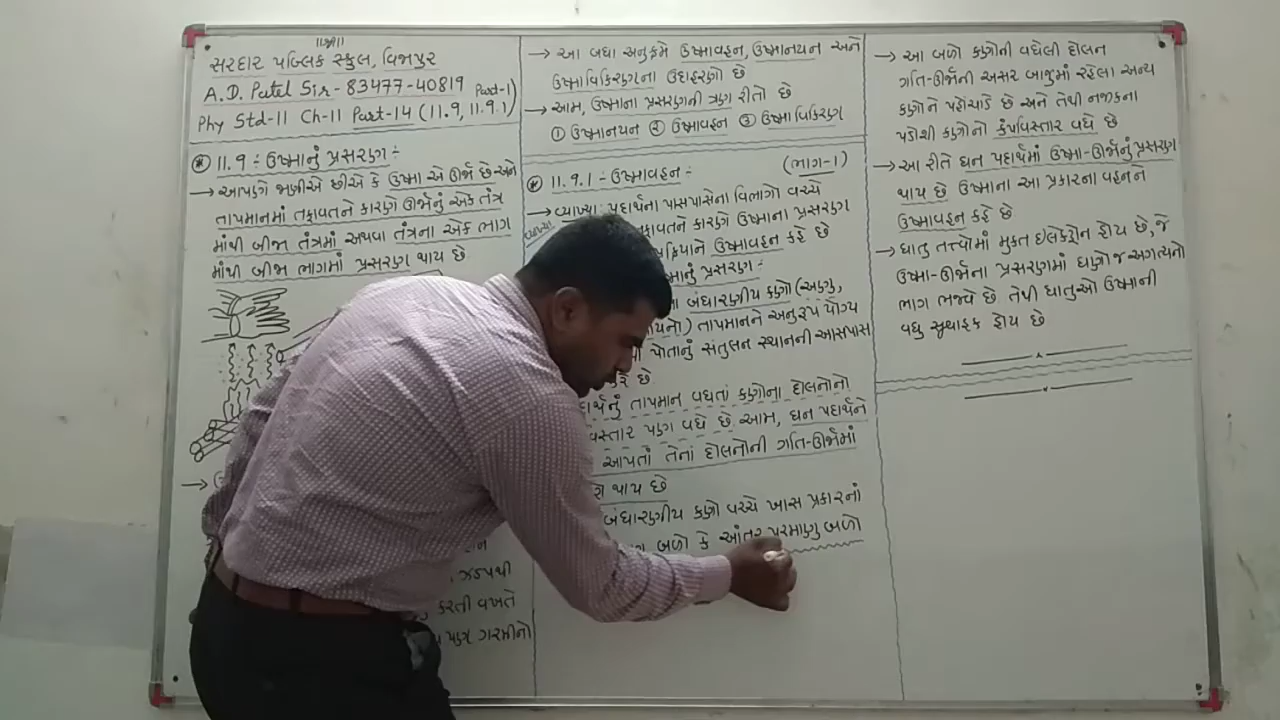 ॥શ્રી॥
સરદાર પબ્લિક સ્કુલ, વિજાપુર
A.D. Patel Sir - 83477-40819
Phy Std-11 Ch-11 Part-14 (11.9, 11.9.1) Part-1
* 11.9 : ઉષ્માનું પ્રસરણ :-
→ આપણે જાણીએ છીએ કે ઉષ્મા એ ઊર્જા છે અને
તાપમાનમાં તફાવતને કારણે ઊર્જાનું એક તંત્ર
માંથી બીજા તંત્રમાં અથવા તંત્રના એક ભાગ
માંથી બીજા ભાગમાં પ્રસરણ થાય છે
→
ઝડપથી
કરતી વખતે
પણ ગરમીનો
→ આ બધા અનુક્રમે ઉષ્માવહન, ઉષ્માનયન અને
ઉષ્માવિકિરણના ઉદાહરણો છે
→ આમ, ઉષ્માના પ્રસરણની ત્રણ રીતો છે
① ઉષ્માનયન ② ઉષ્માવહન ③ ઉષ્માવિકિરણ
* 11.9.1 : ઉષ્માવહન :- (ભાગ-1)
→ વ્યાખ્યા : પદાર્થના પાસપાસેના વિભાગો વચ્ચે
તફાવતને કારણે ઉષ્માના પ્રસરણ
પ્રક્રિયાને ઉષ્માવહન કહે છે
પ્રસરણ :-
બંધારણીય કણો (અણુ,
તાપમાનને અનુરૂપ યોગ્ય
પોતાનું સંતુલન સ્થાનની આસપાસ
કરે છે
તાપમાન વધતાં કણોના દોલનોનો
પણ વધે છે આમ, ઘન પદાર્થને
આપતાં તેનાં દોલનોની ગતિ-ઊર્જામાં
થાય છે
બંધારણીય કણો વચ્ચે ખાસ પ્રકારનાં
બળો કે આંતર પરમાણુ બળો
→ આ બળો કણોની વધેલી દોલન
ગતિ-ઊર્જાની અસર બાજુમાં રહેલા અન્ય
કણોને પહોંચાડે છે અને તેથી નજીકના
પડોશી કણોનો કંપવિસ્તાર વધે છે
→ આ રીતે ઘન પદાર્થમાં ઉષ્મા-ઊર્જાનું પ્રસરણ
થાય છે ઉષ્માના આ પ્રકારના વહનને
ઉષ્માવહન કહે છે
→ ધાતુ તત્ત્વોમાં મુક્ત ઇલેક્ટ્રોન હોય છે, જે
ઉષ્મા-ઊર્જાના પ્રસરણમાં ઘણો જ અગત્યનો
ભાગ ભજવે છે તેથી ધાતુઓ ઉષ્માની
વધુ સુવાહક હોય છે